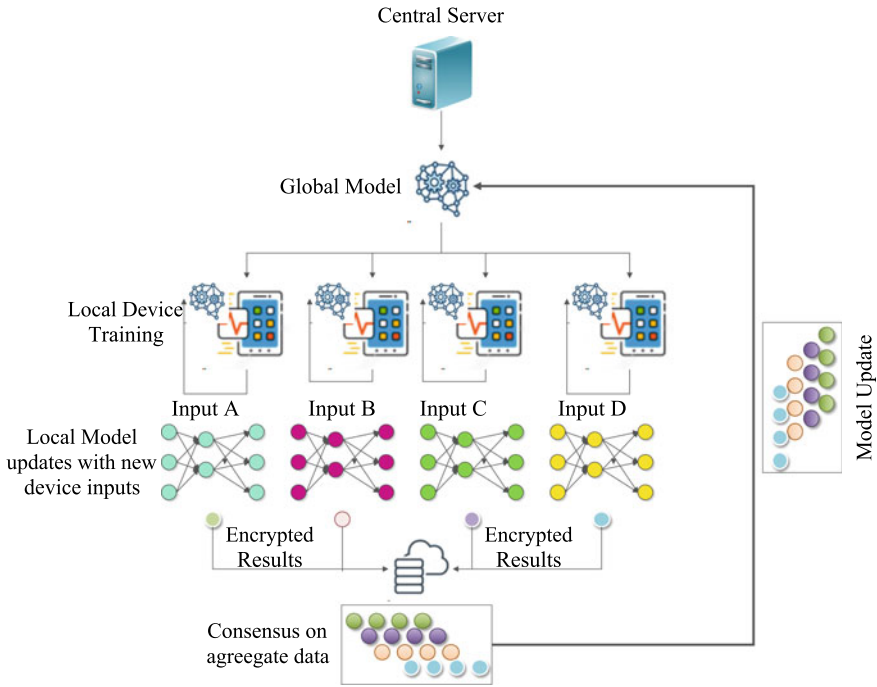 Central Server
Global Model
Local Device
Training
Input A
Input B
Input C
Input D
Local Model
updates with new
device inputs
Encrypted
Results
Encrypted
Results
Consensus on
agreegate data
Model Update